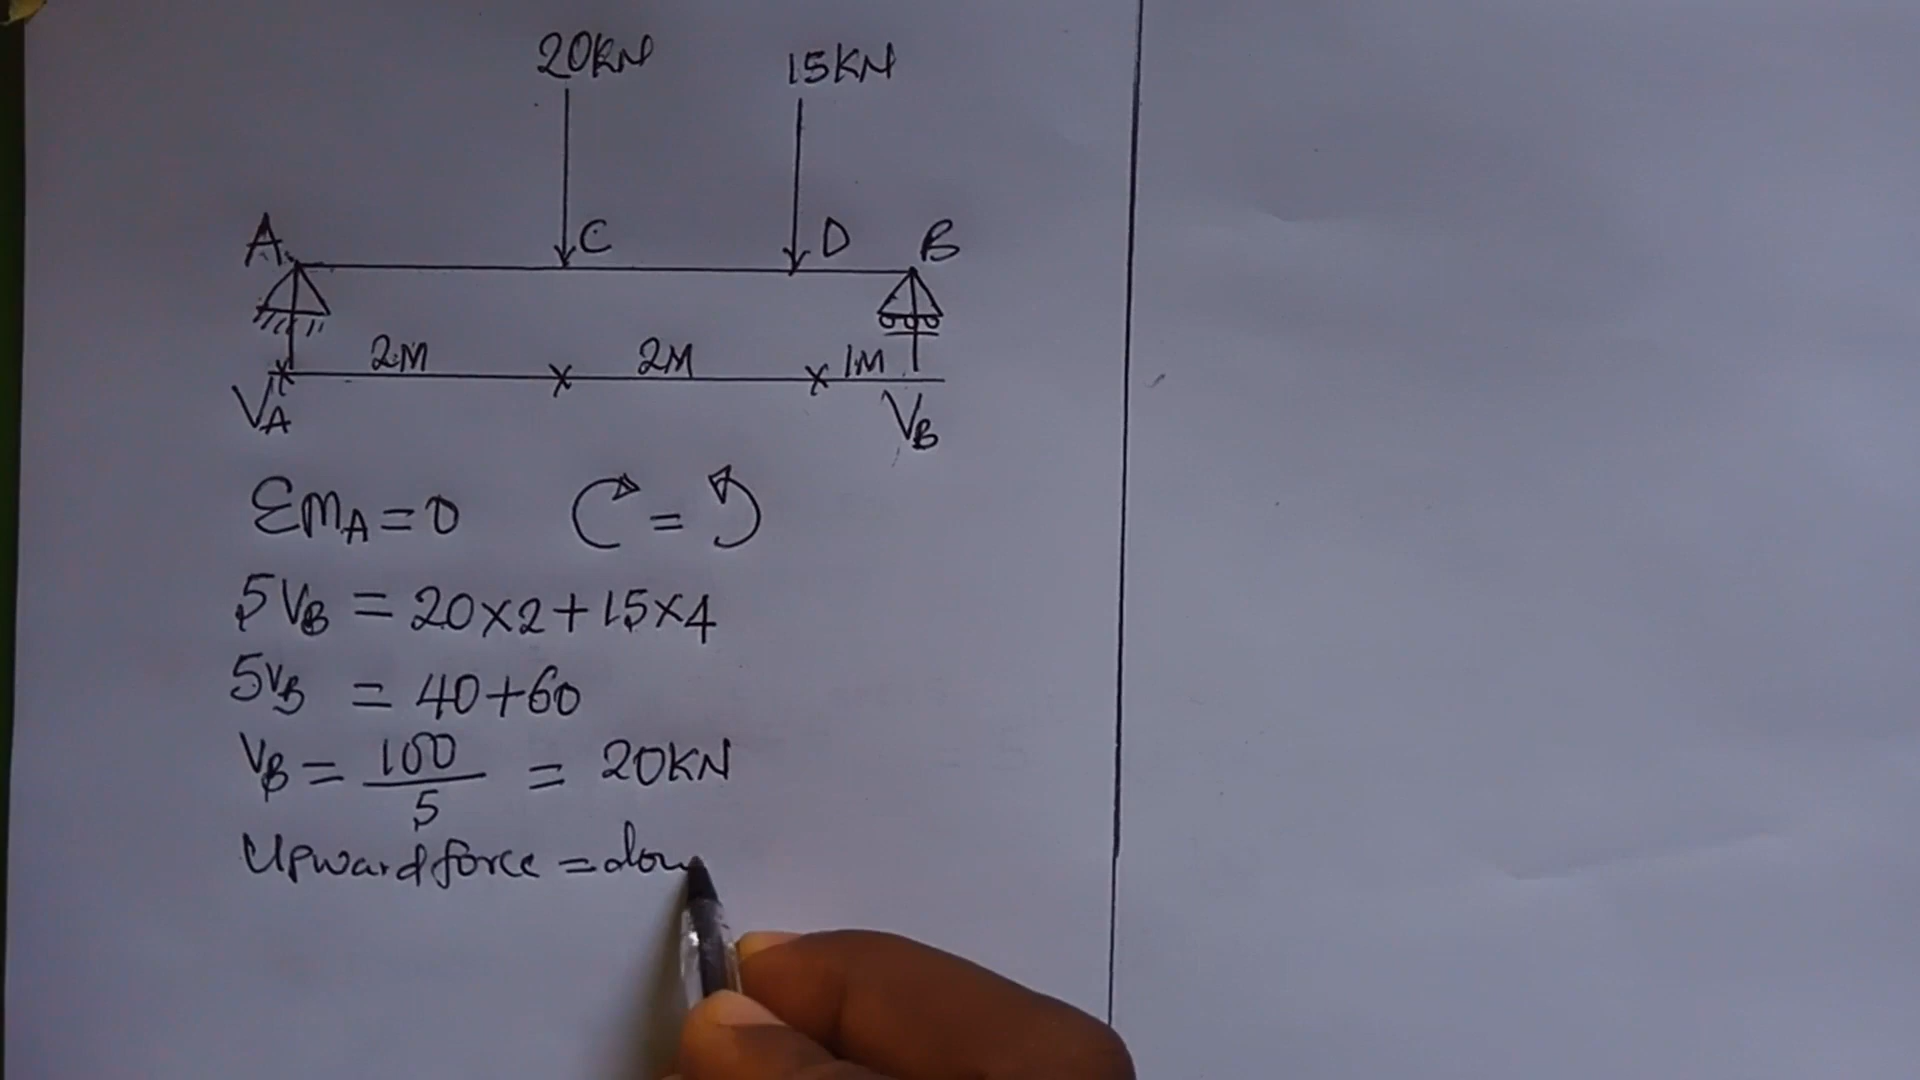 20KN 15KN
A C D B
2M 2M 1M
VA VB
ΣMA = 0 =
5VB = 20×2+15×4
5VB = 40+60
VB = 100/5 = 20KN
Upward force = dow